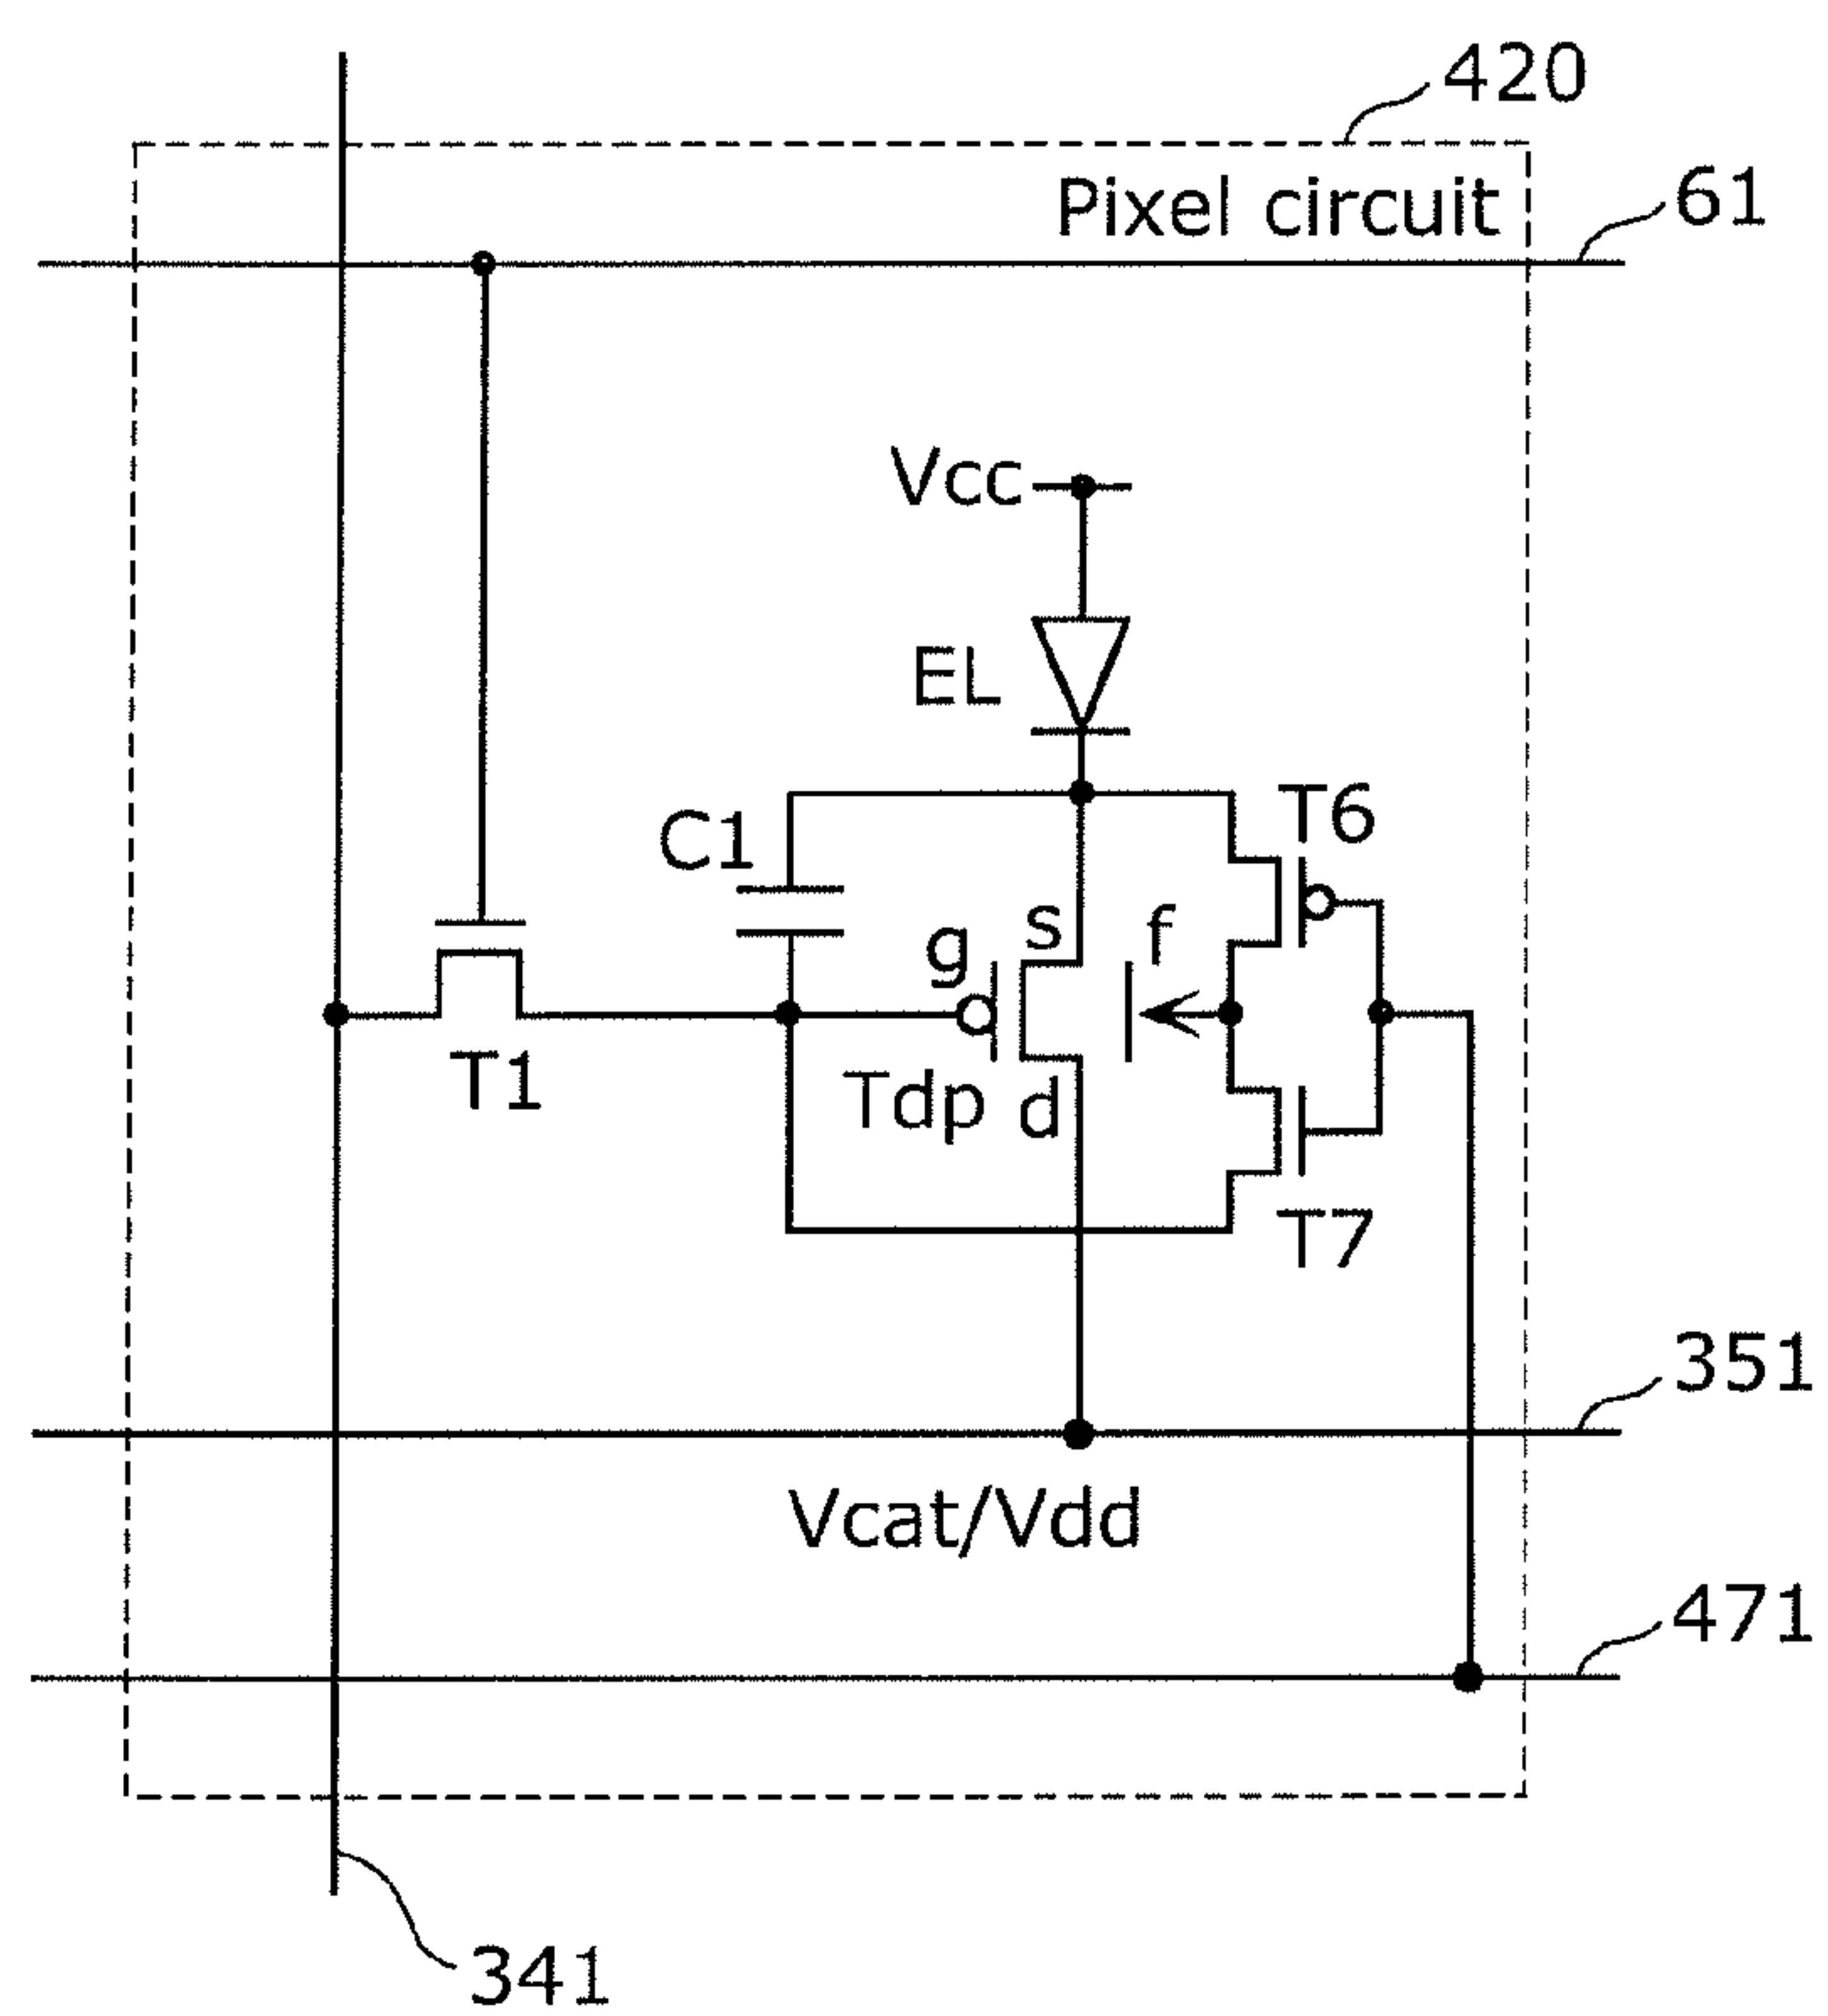 420
Pixel circuit
61
Vcc
EL
T6
C1
s
f
g
T1
Tdp
d
T7
351
Vcat/Vdd
471
341